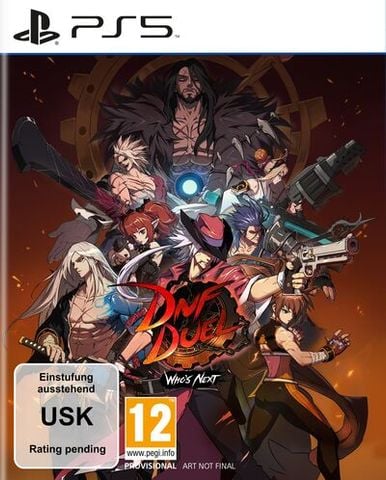 PS5
DNF
DUEL
WHO'S NEXT
Einstufung
ausstehend
USK
Rating pending
12
www.pegi.info
PROVISIONAL ART NOT FINAL